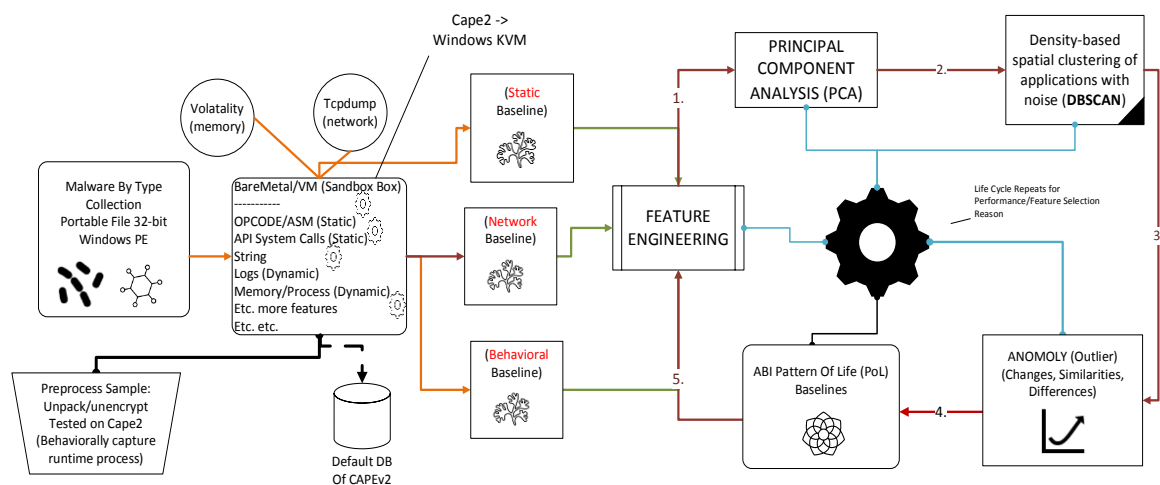 Cape2 ->
Windows KVM
Volatality
(memory)
Tcpdump
(network)
Malware By Type
Collection
Portable File 32-bit
Windows PE
BareMetal/VM (Sandbox Box)
-----------
OPCODE/ASM (Static)
API System Calls (Static)
String
Logs (Dynamic)
Memory/Process (Dynamic)
Etc. more features
Etc. etc.
Preprocess Sample:
Unpack/unencrypt
Tested on Cape2
(Behaviorally capture
runtime process)
Default DB
Of CAPEv2
(Static
Baseline)
(Network
Baseline)
(Behavioral
Baseline)
1.
FEATURE
ENGINEERING
5.
PRINCIPAL
COMPONENT
ANALYSIS (PCA)
2.
Density-based
spatial clustering of
applications with
noise (DBSCAN)
Life Cycle Repeats for
Performance/Feature Selection
Reason
3
ABI Pattern Of Life (PoL)
Baselines
4.
ANOMOLY (Outlier)
(Changes, Similarities,
Differences)